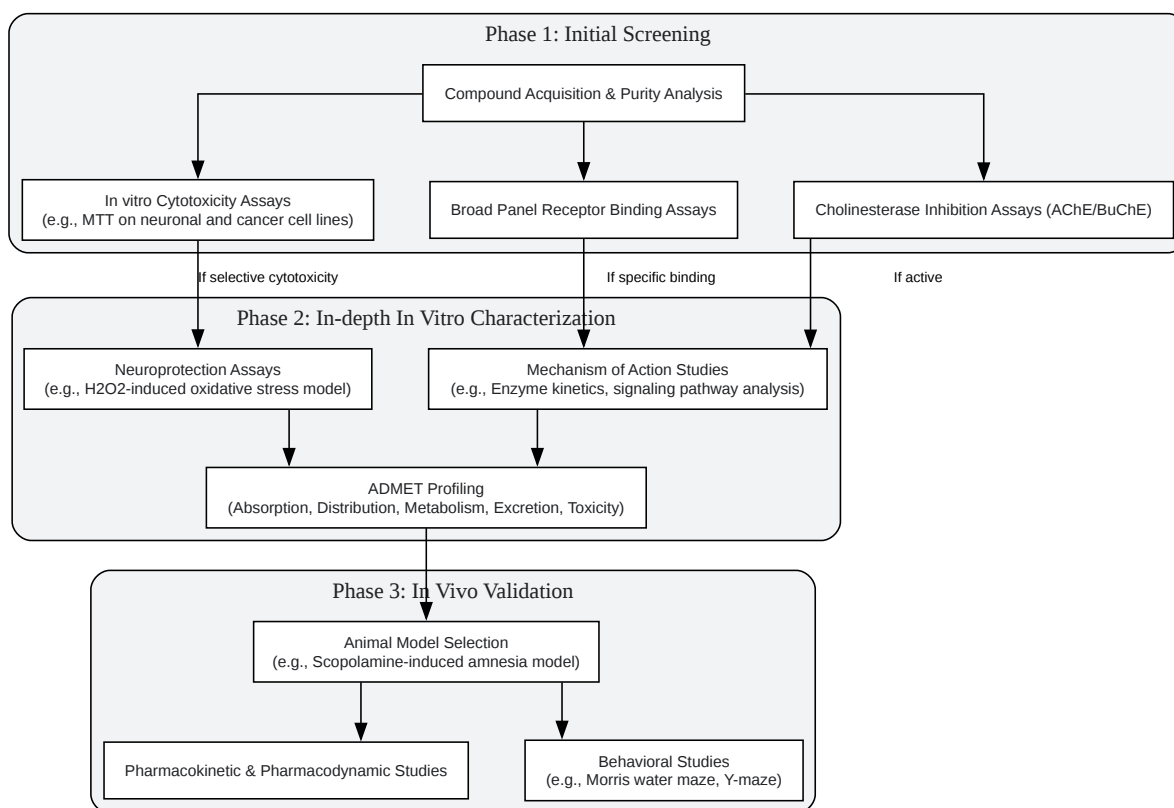 Phase 1: Initial Screening
Compound Acquisition & Purity Analysis
In vitro Cytotoxicity Assays
(e.g., MTT on neuronal and cancer cell lines)
Broad Panel Receptor Binding Assays
Cholinesterase Inhibition Assays (AChE/BuChE)
If selective cytotoxicity
If specific binding
If active
Phase 2: In-depth In Vitro Characterization
Neuroprotection Assays
(e.g., H2O2-induced oxidative stress model)
Mechanism of Action Studies
(e.g., Enzyme kinetics, signaling pathway analysis)
ADMET Profiling
(Absorption, Distribution, Metabolism, Excretion, Toxicity)
Phase 3: In Vivo Validation
Animal Model Selection
(e.g., Scopolamine-induced amnesia model)
Pharmacokinetic & Pharmacodynamic Studies
Behavioral Studies
(e.g., Morris water maze, Y-maze)